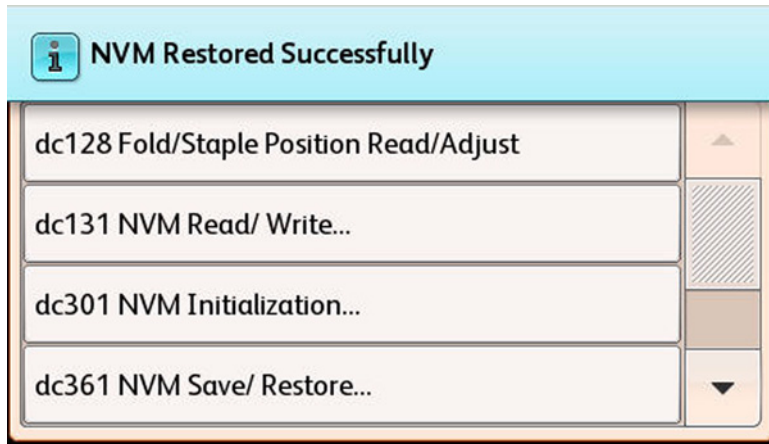 NVM Restored Successfully
dc128 Fold/Staple Position Read/Adjust
dc131 NVM Read/ Write...
dc301 NVM Initialization...
dc361 NVM Save/ Restore...